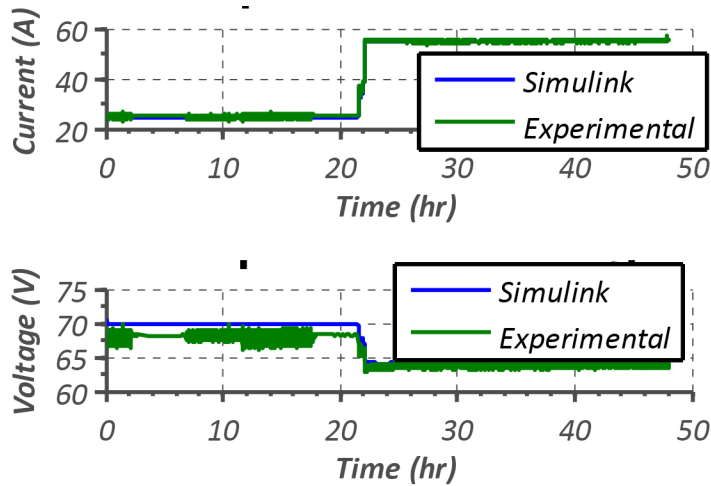 Current (A)
60
40
20
Simulink
Experimental
0 10 20 30 40 50
Time (hr)
Voltage (V)
75
70
65
60
Simulink
Experimental
0 10 20 30 40 50
Time (hr)